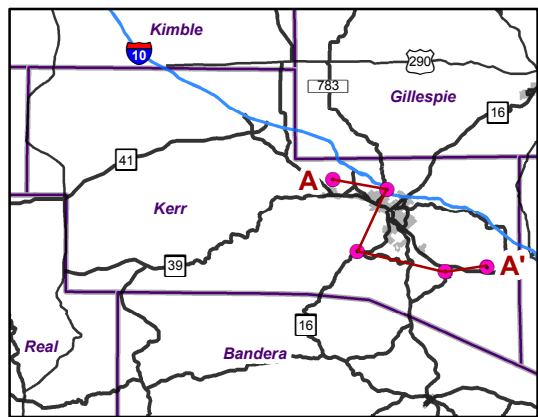 Kimble
10
290
783
Gillespie
16
41
A
Kerr
39
A'
16
Real
Bandera